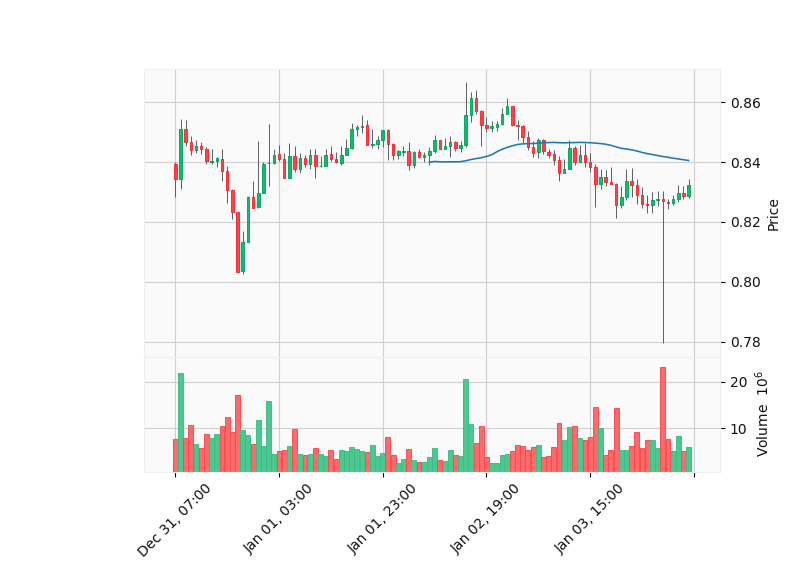 0.86
0.84
0.82
0.80
0.78
Price
20
10
Volume 10^6
Dec 31, 07:00
Jan 01, 03:00
Jan 01, 23:00
Jan 02, 19:00
Jan 03, 15:00